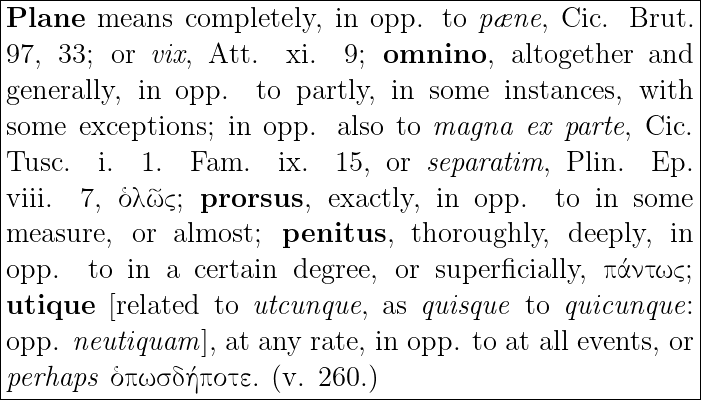 Plane means completely, in opp. to pæne, Cic. Brut.
97, 33; or vix, Att. xi. 9; omnino, altogether and
generally, in opp. to partly, in some instances, with
some exceptions; in opp. also to magna ex parte, Cic.
Tusc. i. 1. Fam. ix. 15, or separatim, Plin. Ep.
viii. 7, ὁλῶς; prorsus, exactly, in opp. to in some
measure, or almost; penitus, thoroughly, deeply, in
opp. to in a certain degree, or superficially, πάντως;
utique [related to utcunque, as quisque to quicunque:
opp. neutiquam], at any rate, in opp. to at all events, or
perhaps ὁπωσδήποτε. (v. 260.)